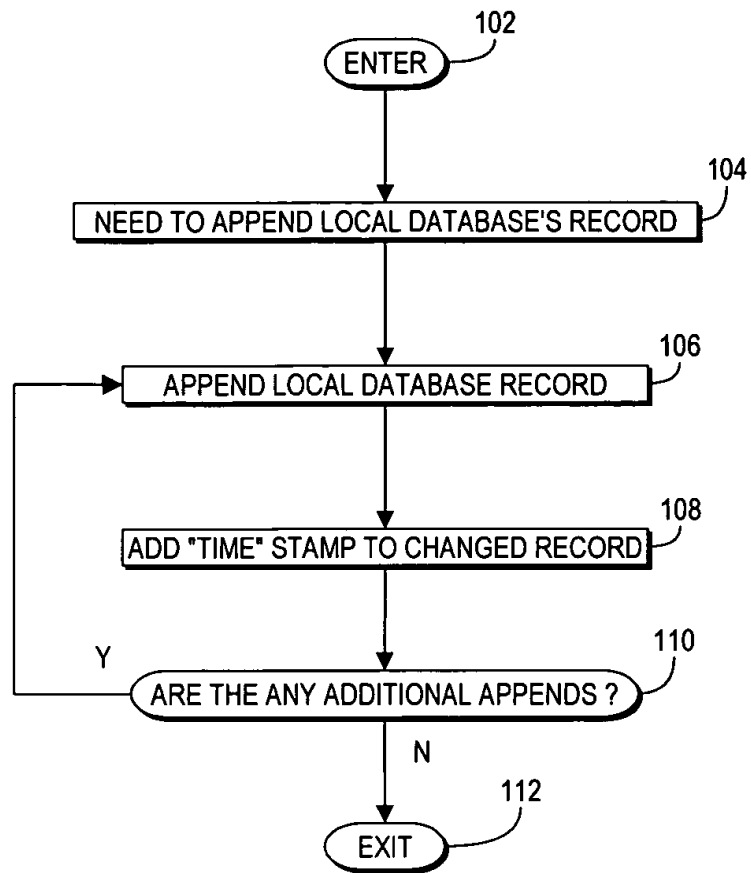 102
ENTER
104
NEED TO APPEND LOCAL DATABASE'S RECORD
106
APPEND LOCAL DATABASE RECORD
108
ADD "TIME" STAMP TO CHANGED RECORD
110
Y
ARE THE ANY ADDITIONAL APPENDS ?
N
112
EXIT